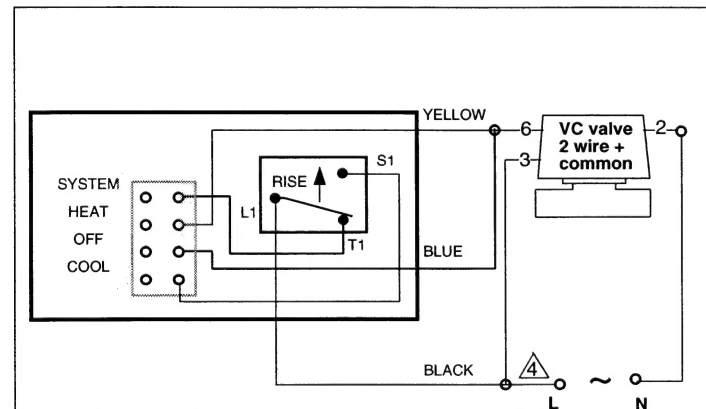 YELLOW
6
VC valve
2
2 wire +
3
common
S1
SYSTEM
RISE
HEAT
L1
OFF
T1
COOL
BLUE
BLACK
4
~
L
N